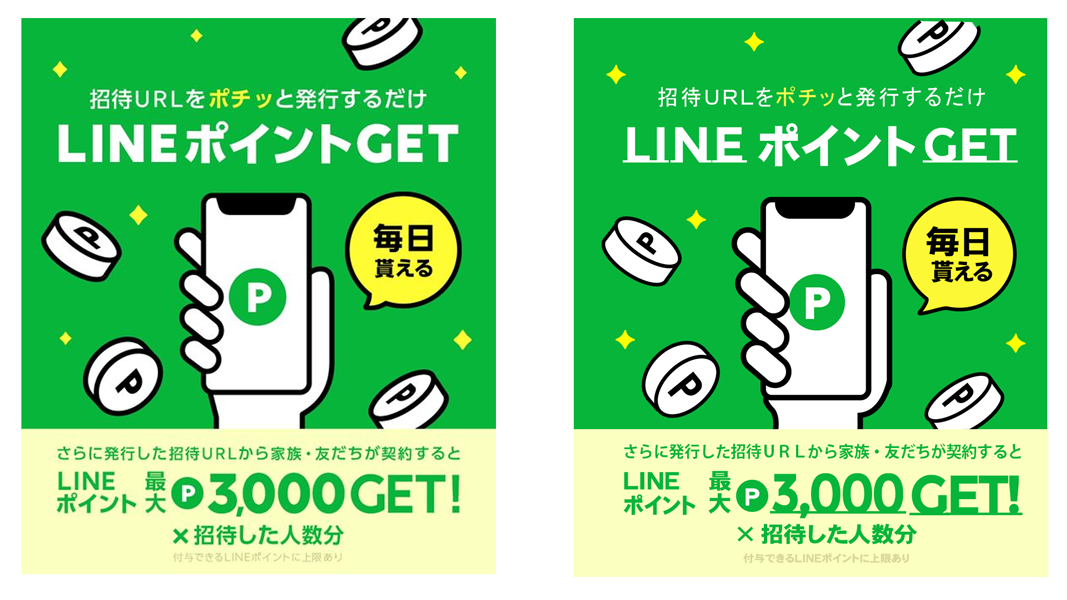 招待URLをポチッと発行するだけ
LINEポイントGET
P
P
毎日
貰える
P
P
P
さらに発行した招待URLから家族・友だちが契約すると
LINE
ポイント
最大
P 3,000 GET!
×招待した人数分
付与できるLINEポイントに上限あり
P
招待URLをポチッと発行するだけ
LINE ポイントGET
P
P
毎日
貰える
P
P
P
さらに発行した招待URLから家族・友だちが契約すると
LINE
ポイント
最大
P 3,000 GET!
×招待した人数分
付与できるLINEポイントに上限あり